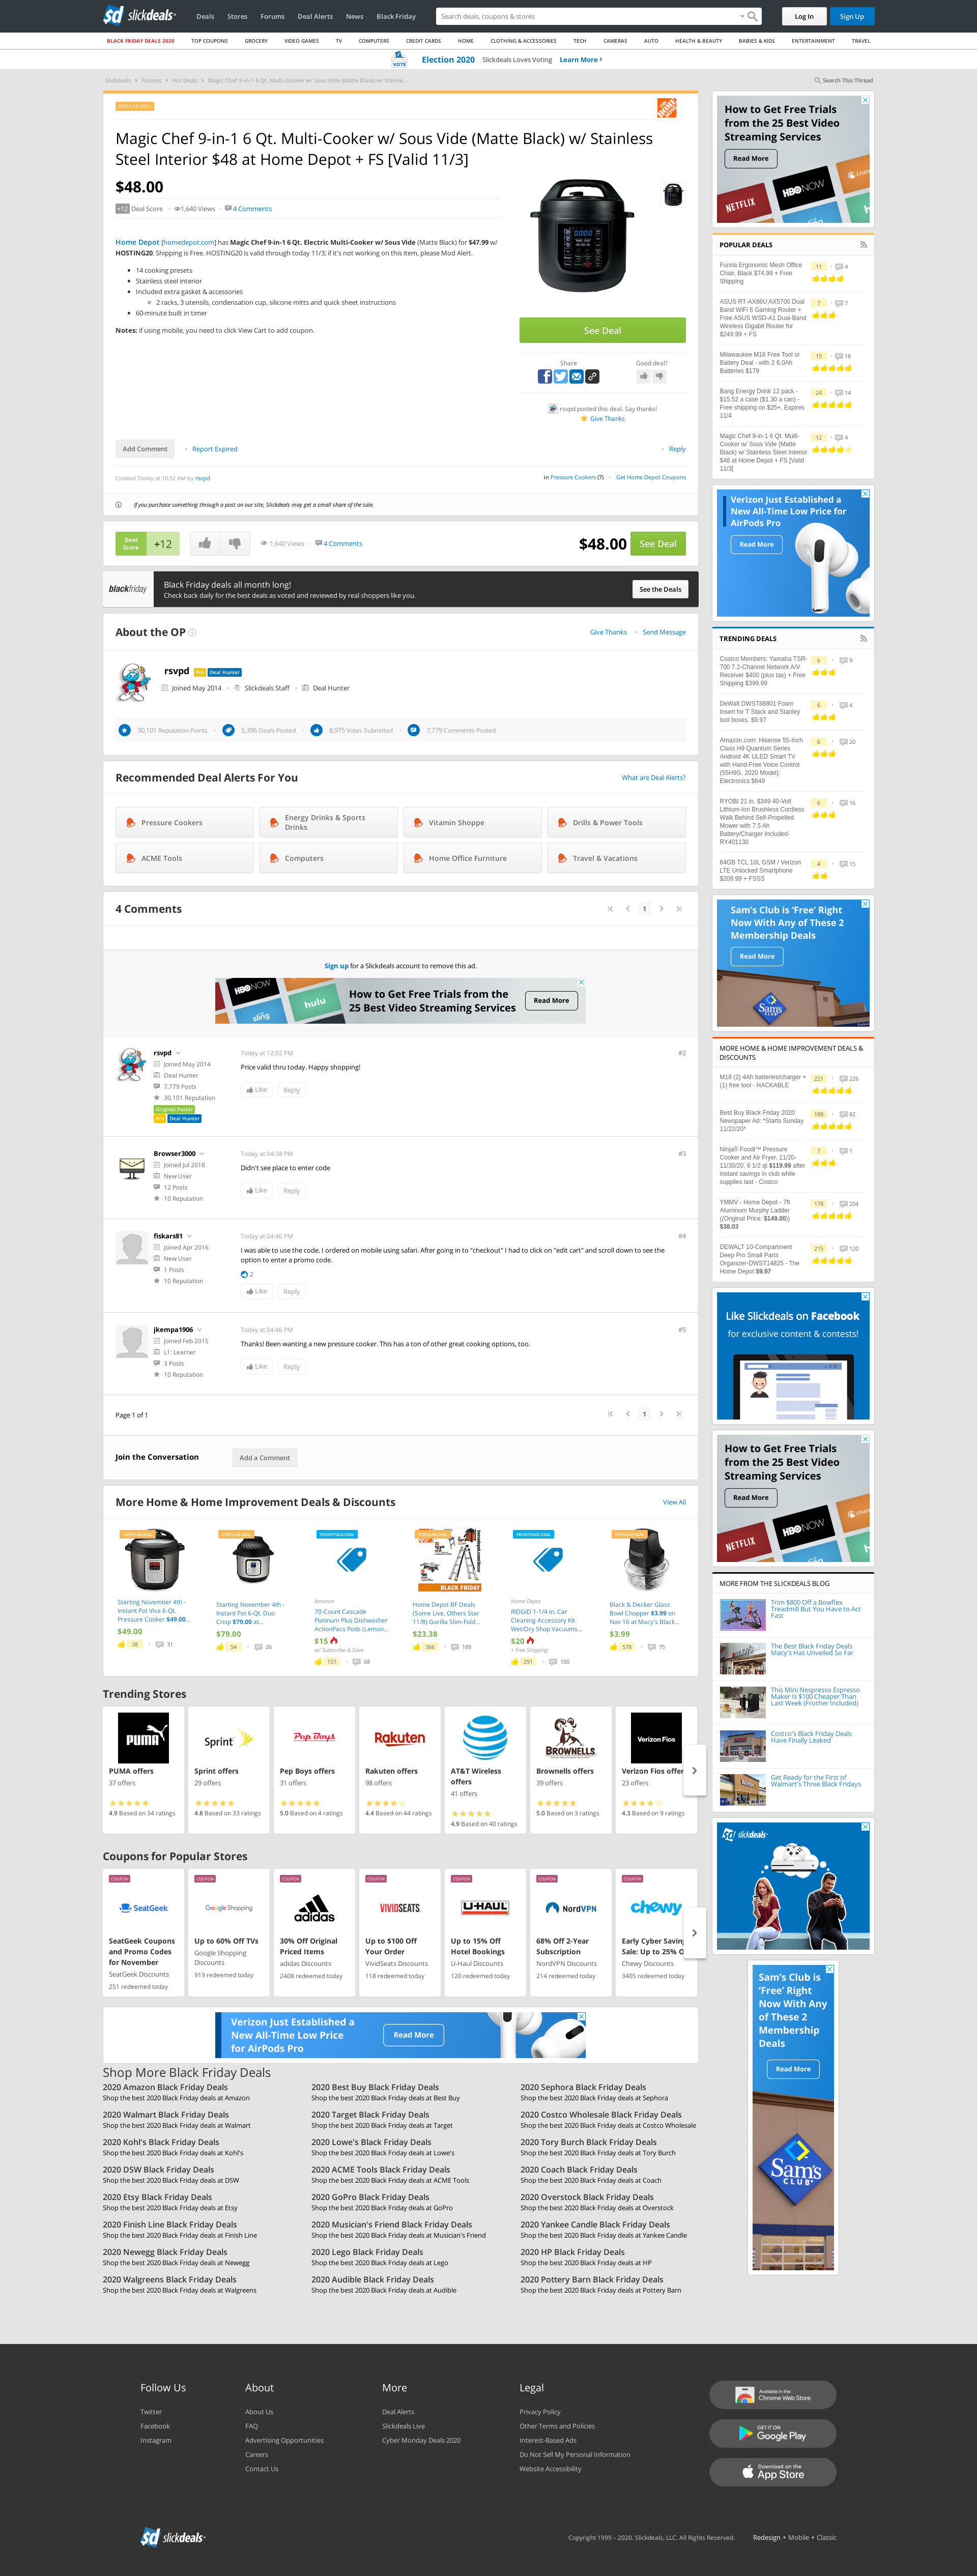 slickdeals
Deals
Stores
Forums
Deal Alerts
News
Black Friday
Search deals, coupons & stores
Log In
Sign Up
BLACK FRIDAY DEALS 2020
TOP COUPONS
GROCERY
VIDEO GAMES
TV
COMPUTERS
CREDIT CARDS
HOME
CLOTHING & ACCESSORIES
TECH
CAMERAS
AUTO
HEALTH & BEAUTY
BABIES & KIDS
ENTERTAINMENT
TRAVEL
VOTE
Election 2020 Slickdeals Loves Voting Learn More
Slickdeals > Forums > Hot Deals > Magic Chef 9-in-1 6 Qt. Multi-Cooker w/ Sous Vide (Matte Black) w/ Stainle...
Search This Thread
POPULAR DEAL
Magic Chef 9-in-1 6 Qt. Multi-Cooker w/ Sous Vide (Matte Black) w/ Stainless
Steel Interior $48 at Home Depot + FS [Valid 11/3]
$48.00
+12 Deal Score
1,640 Views
4 Comments
Home Depot [homedepot.com] has Magic Chef 9-in-1 6 Qt. Electric Multi-Cooker w/ Sous Vide (Matte Black) for $47.99 w/
HOSTING20. Shipping is Free. HOSTING20 is valid through today 11/3; if it's not working on this item, please Mod Alert.
14 cooking presets
Stainless steel interior
Included extra gasket & accessories
2 racks, 3 utensils, condensation cup, silicone mitts and quick sheet instructions
60-minute built in timer
Notes: if using mobile, you need to click View Cart to add coupon.
See Deal
Share
Good deal?
rsvpd posted this deal. Say thanks!
Give Thanks
Add Comment
Report Expired
Reply
Created Today at 10:52 AM by rsvpd
in Pressure Cookers (7)
Get Home Depot Coupons
If you purchase something through a post on our site, Slickdeals may get a small share of the sale.
Deal
Score
+12
1,640 Views
4 Comments
$48.00
See Deal
blackfriday
Black Friday deals all month long!
Check back daily for the best deals as voted and reviewed by real shoppers like you.
See the Deals
About the OP
Give Thanks
Send Message
rsvpd Pro Deal Hunter
Joined May 2014
Slickdeals Staff
Deal Hunter
30,101 Reputation Points
5,396 Deals Posted
8,975 Votes Submitted
7,779 Comments Posted
Recommended Deal Alerts For You
What are Deal Alerts?
Pressure Cookers
Energy Drinks & Sports
Drinks
Vitamin Shoppe
Drills & Power Tools
ACME Tools
Computers
Home Office Furniture
Travel & Vacations
4 Comments
1
Sign up for a Slickdeals account to remove this ad.
HBO NOW
sling
hulu
How to Get Free Trials from the
25 Best Video Streaming Services
Read More
rsvpd
Joined May 2014
Deal Hunter
7,779 Posts
30,101 Reputation
Original Poster
Pro Deal Hunter
Today at 12:02 PM
#2
Price valid thru today. Happy shopping!
Like
Reply
Browser3000
Joined Jul 2018
New User
12 Posts
10 Reputation
Today at 04:38 PM
#3
Didn't see place to enter code
Like
Reply
fiskars81
Joined Apr 2016
New User
1 Posts
10 Reputation
Today at 04:46 PM
#4
I was able to use the code. I ordered on mobile using safari. After going in to "checkout" I had to click on "edit cart" and scroll down to see the
option to enter a promo code.
2
Like
Reply
jkempa1906
Joined Feb 2015
L1: Learner
3 Posts
10 Reputation
Today at 04:46 PM
#5
Thanks! Been wanting a new pressure cooker. This has a ton of other great cooking options, too.
Like
Reply
Page 1 of 1
1
Join the Conversation
Add a Comment
More Home & Home Improvement Deals & Discounts
View All
POPULAR DEAL
Starting November 4th -
Instant Pot Viva 6-Qt.
Pressure Cooker $49.00...
$49.00
38
31
POPULAR DEAL
Starting November 4th -
Instant Pot 6-Qt. Duo
Crisp $79.00 at...
$79.00
54
26
FRONTPAGE DEAL
Amazon
70-Count Cascade
Platinum Plus Dishwasher
ActionPacs Pods (Lemon...
$15
w/ Subscribe & Save
151
68
POPULAR DEAL
BLACK FRIDAY
Home Depot BF Deals
(Some Live, Others Star
11/8) Gorilla Slim-Fold...
$23.38
366
189
FRONTPAGE DEAL
Home Depot
RIDGID 1-1/4 in. Car
Cleaning Accessory Kit
Wet/Dry Shop Vacuums...
$20
+ Free Shipping
291
100
POPULAR DEAL
Black & Decker Glass
Bowl Chopper $3.99 on
Nov 16 at Macy's Black...
$3.99
578
75
Trending Stores
PUMA
PUMA offers
37 offers
4.9 Based on 34 ratings
Sprint
Sprint offers
29 offers
4.8 Based on 33 ratings
Pep Boys
Pep Boys offers
31 offers
5.0 Based on 4 ratings
Rakuten
Rakuten offers
98 offers
4.4 Based on 44 ratings
AT&T Wireless
offers
41 offers
4.9 Based on 40 ratings
BROWNELLS
Brownells offers
39 offers
5.0 Based on 3 ratings
Verizon Fios
Verizon Fios offer
23 offers
4.3 Based on 9 ratings
Coupons for Popular Stores
COUPON
SeatGeek
SeatGeek Coupons
and Promo Codes
for November
SeatGeek Discounts
251 redeemed today
COUPON
Google Shopping
Up to 60% Off TVs
Google Shopping
Discounts
919 redeemed today
COUPON
adidas
30% Off Original
Priced Items
adidas Discounts
2408 redeemed today
COUPON
VIVIDSEATS
Up to $100 Off
Your Order
VividSeats Discounts
118 redeemed today
COUPON
U-HAUL
Up to 15% Off
Hotel Bookings
U-Haul Discounts
120 redeemed today
COUPON
NordVPN
68% Off 2-Year
Subscription
NordVPN Discounts
214 redeemed today
COUPON
chewy
Early Cyber Saving
Sale: Up to 25% O
Chewy Discounts
3405 redeemed today
Verizon Just Established a
New All-Time Low Price
for AirPods Pro
Read More
Shop More Black Friday Deals
2020 Amazon Black Friday Deals
Shop the best 2020 Black Friday deals at Amazon
2020 Best Buy Black Friday Deals
Shop the best 2020 Black Friday deals at Best Buy
2020 Sephora Black Friday Deals
Shop the best 2020 Black Friday deals at Sephora
2020 Walmart Black Friday Deals
Shop the best 2020 Black Friday deals at Walmart
2020 Target Black Friday Deals
Shop the best 2020 Black Friday deals at Target
2020 Costco Wholesale Black Friday Deals
Shop the best 2020 Black Friday deals at Costco Wholesale
2020 Kohl's Black Friday Deals
Shop the best 2020 Black Friday deals at Kohl's
2020 Lowe's Black Friday Deals
Shop the best 2020 Black Friday deals at Lowe's
2020 Tory Burch Black Friday Deals
Shop the best 2020 Black Friday deals at Tory Burch
2020 DSW Black Friday Deals
Shop the best 2020 Black Friday deals at DSW
2020 ACME Tools Black Friday Deals
Shop the best 2020 Black Friday deals at ACME Tools
2020 Coach Black Friday Deals
Shop the best 2020 Black Friday deals at Coach
2020 Etsy Black Friday Deals
Shop the best 2020 Black Friday deals at Etsy
2020 GoPro Black Friday Deals
Shop the best 2020 Black Friday deals at GoPro
2020 Overstock Black Friday Deals
Shop the best 2020 Black Friday deals at Overstock
2020 Finish Line Black Friday Deals
Shop the best 2020 Black Friday deals at Finish Line
2020 Musician's Friend Black Friday Deals
Shop the best 2020 Black Friday deals at Musician's Friend
2020 Yankee Candle Black Friday Deals
Shop the best 2020 Black Friday deals at Yankee Candle
2020 Newegg Black Friday Deals
Shop the best 2020 Black Friday deals at Newegg
2020 Lego Black Friday Deals
Shop the best 2020 Black Friday deals at Lego
2020 HP Black Friday Deals
Shop the best 2020 Black Friday deals at HP
2020 Walgreens Black Friday Deals
Shop the best 2020 Black Friday deals at Walgreens
2020 Audible Black Friday Deals
Shop the best 2020 Black Friday deals at Audible
2020 Pottery Barn Black Friday Deals
Shop the best 2020 Black Friday deals at Pottery Barn
How to Get Free Trials
from the 25 Best Video
Streaming Services
Read More
NETFLIX
HBO NOW
POPULAR DEALS
Furina Ergonomic Mesh Office
Chair, Black $74.99 + Free
Shipping
11
4
ASUS RT-AX86U AX5700 Dual
Band WiFi 6 Gaming Router +
Free ASUS WSD-A1 Dual-Band
Wireless Gigabit Router for
$249.99 + FS
7
7
Milawaukee M18 Free Tool or
Battery Deal - with 2 6.0Ah
Batteries $179
15
18
Bang Energy Drink 12 pack -
$15.52 a case ($1.30 a can) -
Free shipping on $25+. Expires
11/4
24
14
Magic Chef 9-in-1 6 Qt. Multi-
Cooker w/ Sous Vide (Matte
Black) w/ Stainless Steel Interior
$48 at Home Depot + FS [Valid
11/3]
12
4
Verizon Just Established a
New All-Time Low Price for
AirPods Pro
Read More
TRENDING DEALS
Costco Members: Yamaha TSR-
700 7.2-Channel Network A/V
Receiver $400 (plus tax) + Free
Shipping $399.99
6
9
DeWalt DWST88801 Foam
Insert for T Stack and Stanley
tool boxes. $9.97
6
4
Amazon.com: Hisense 55-Inch
Class H9 Quantum Series
Android 4K ULED Smart TV
with Hand-Free Voice Control
(55H9G, 2020 Model):
Electronics $649
6
20
RYOBI 21 in. $349 40-Volt
Lithium-Ion Brushless Cordless
Walk Behind Self-Propelled
Mower with 7.5 Ah
Battery/Charger Included-
RY401130
6
16
64GB TCL 10L GSM / Verizon
LTE Unlocked Smartphone
$209.99 + FSSS
4
15
Sam's Club is 'Free' Right
Now With Any of These 2
Membership Deals
Read More
Sam's
CLUB
MORE HOME & HOME IMPROVEMENT DEALS &
DISCOUNTS
M18 (2) 4Ah batteries/charger +
(1) free tool - HACKABLE
221
226
Best Buy Black Friday 2020
Newspaper Ad: *Starts Sunday
11/22/20*
188
82
Ninja® Foodi™ Pressure
Cooker and Air Fryer, 11/20-
11/30/20, 6 1/2 qt $119.99 after
instant savings in club while
supplies last - Costco
7
1
YMMV - Home Depot - 7ft
Aluminum Murphy Ladder
((Original Price: $149.00))
$38.03
178
204
DEWALT 10-Compartment
Deep Pro Small Parts
Organizer-DWST14825 - The
Home Depot $9.97
215
120
Like Slickdeals on Facebook
for exclusive content & contests!
How to Get Free Trials
from the 25 Best Video
Streaming Services
Read More
NETFLIX
HBO NOW
MORE FROM THE SLICKDEALS BLOG
Trim $800 Off a Bowflex
Treadmill But You Have to Act
Fast
The Best Black Friday Deals
Macy's Has Unveiled So Far
This Mini Nespresso Espresso
Maker Is $100 Cheaper Than
Last Week (Frother Included)
Costco's Black Friday Deals
Have Finally Leaked
Get Ready for the First of
Walmart's Three Black Fridays
slickdeals
Sam's Club is
'Free' Right
Now With Any
of These 2
Membership
Deals
Read More
Sam's
CLUB
Follow Us
Twitter
Facebook
Instagram
About
About Us
FAQ
Advertising Opportunities
Careers
Contact Us
More
Deal Alerts
Slickdeals Live
Cyber Monday Deals 2020
Legal
Privacy Policy
Other Terms and Policies
Interest-Based Ads
Do Not Sell My Personal Information
Website Accessibility
Available in the
Chrome Web Store
GET IT ON
Google Play
Download on the
App Store
slickdeals
Copyright 1999 – 2020. Slickdeals, LLC. All Rights Reserved.
Redesign • Mobile • Classic